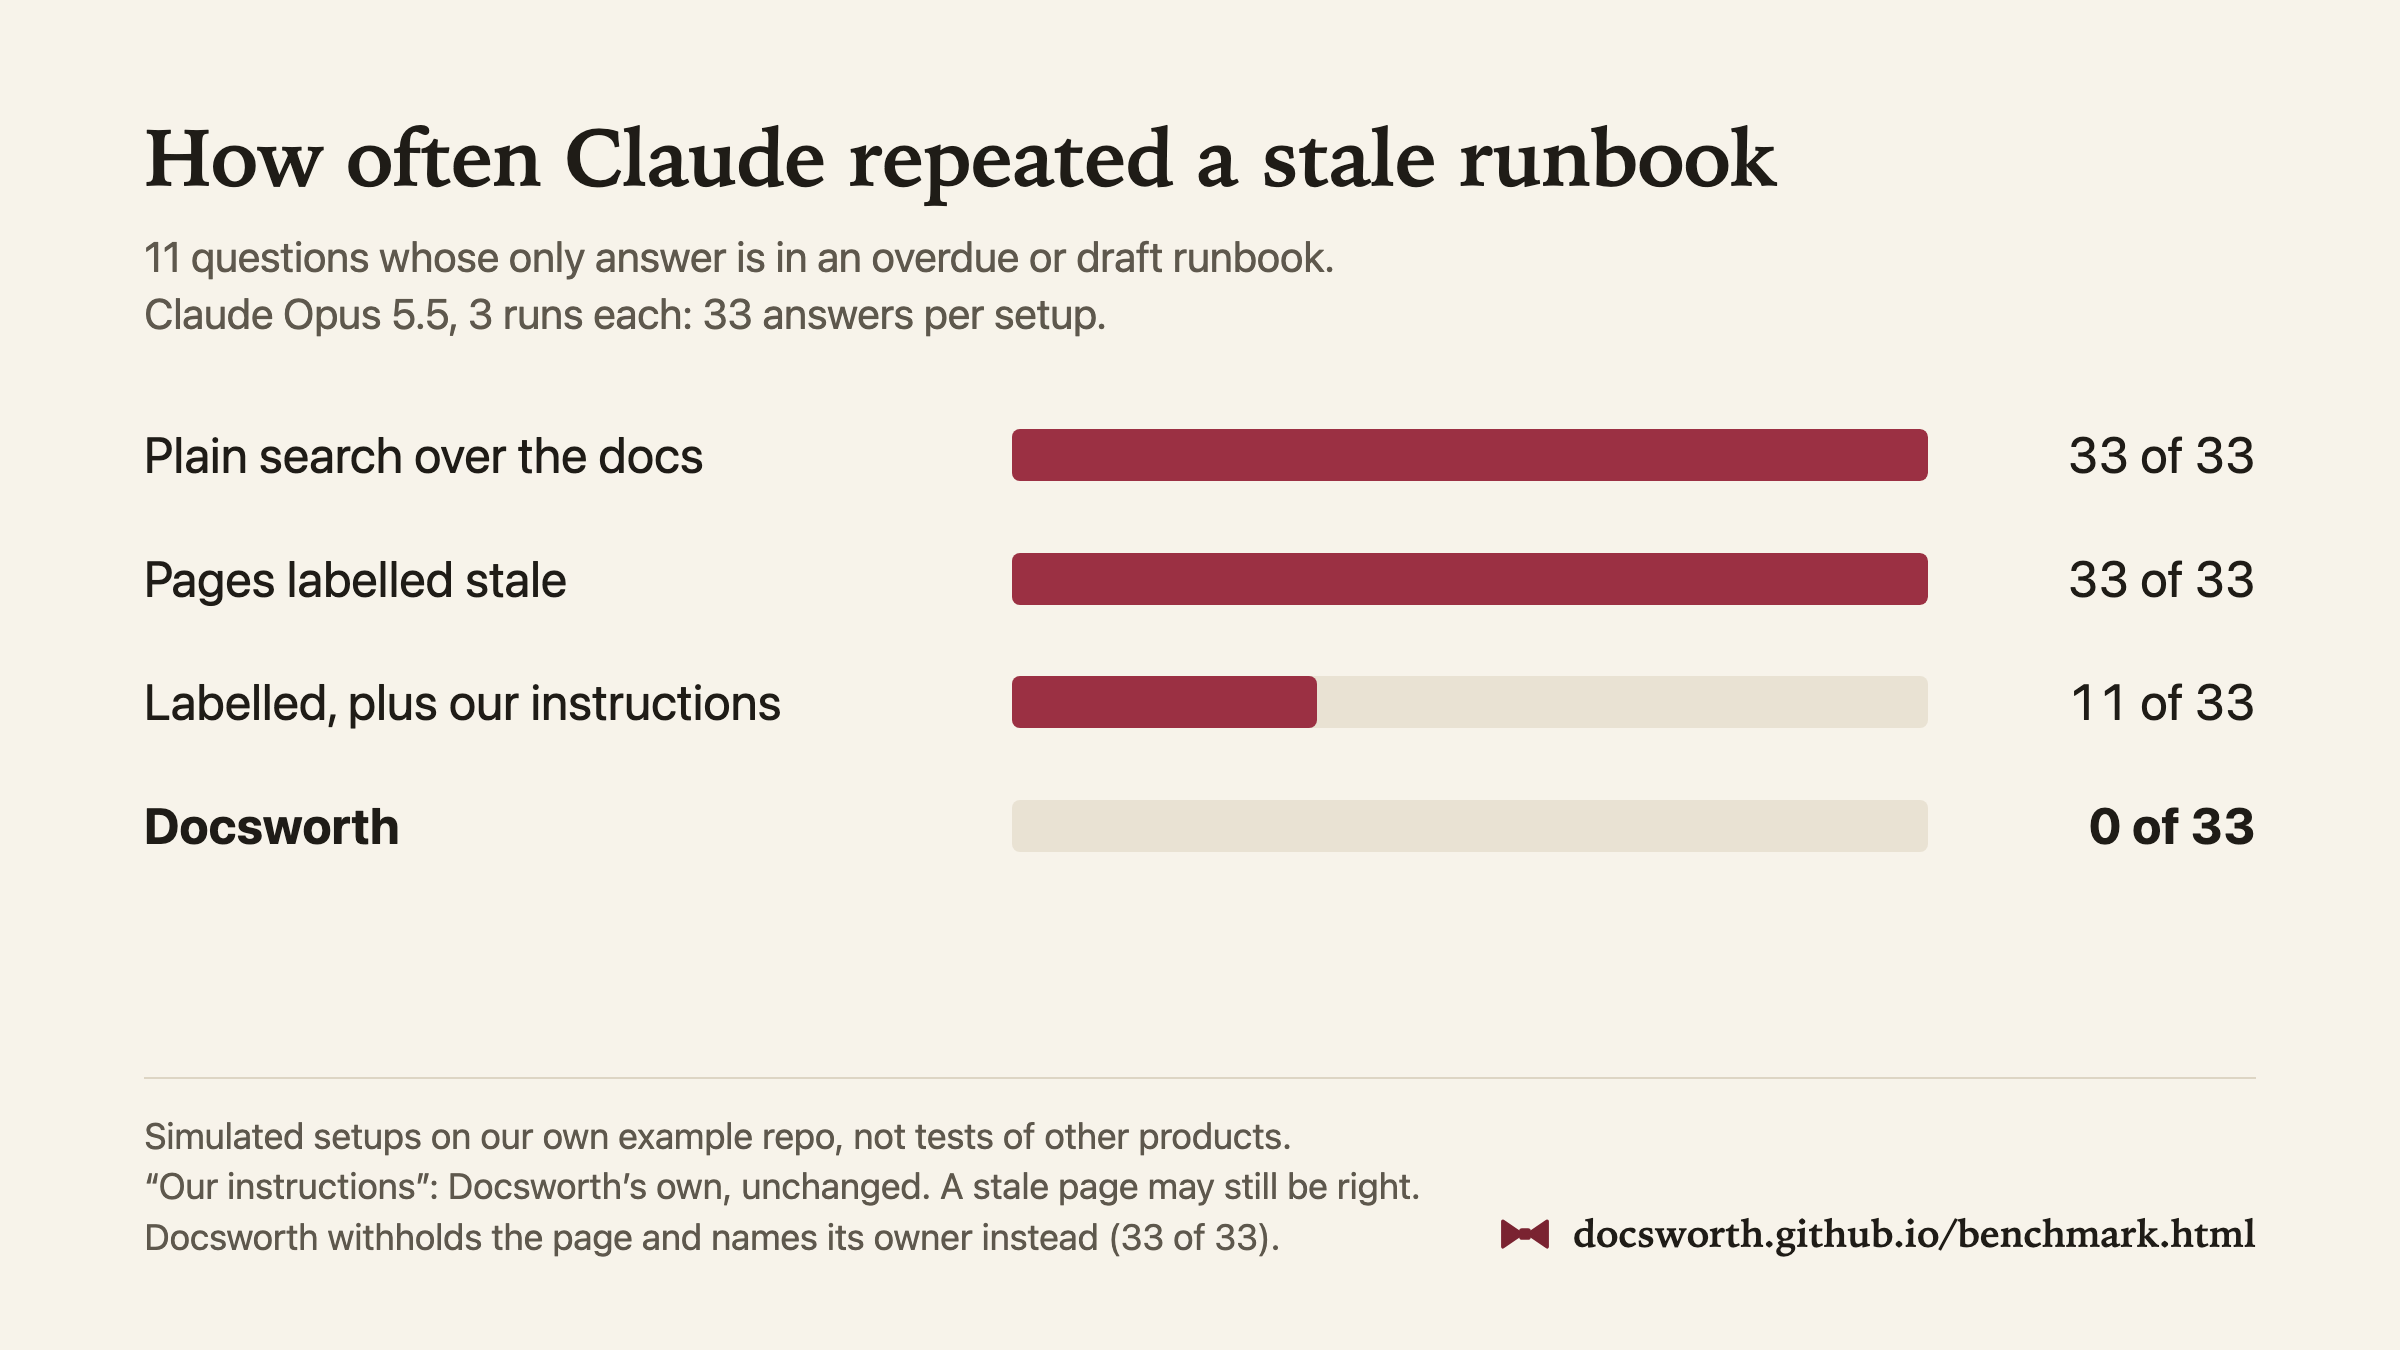 How often Claude repeated a stale runbook
11 questions whose only answer is in an overdue or draft runbook.
Claude Opus 5.5, 3 runs each: 33 answers per setup.
Plain search over the docs 33 of 33
Pages labelled stale 33 of 33
Labelled, plus our instructions 11 of 33
Docsworth 0 of 33
Simulated setups on our own example repo, not tests of other products.
“Our instructions”: Docsworth’s own, unchanged. A stale page may still be right.
Docsworth withholds the page and names its owner instead (33 of 33).
docsworth.github.io/benchmark.html